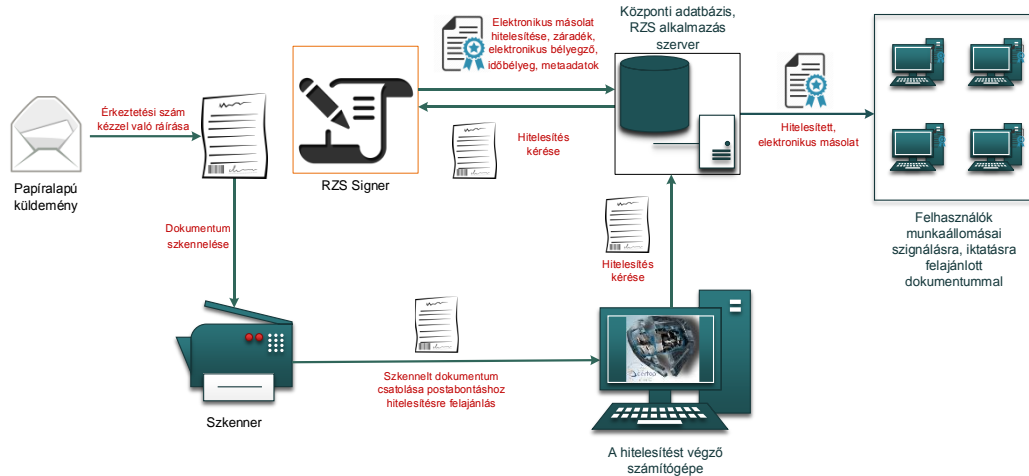 Elektronikus másolat
hitelesítése, záradék,
elektronikus bélyegző,
időbélyeg, metaadatok
Központi adatbázis,
RZS alkalmazás
szerver
Érkeztetési szám
kézzel való ráírása
Papíralapú
küldemény
RZS Signer
Hitelesítés
kérése
Hitelesített,
elektronikus másolat
Felhasználók
munkaállomásai
szignálásra, iktatásra
felajánlott
dokumentummal
Dokumentum
szkennelése
Hitelesítés
kérése
Szkenner
Szkennelt dokumentum
csatolása postabontáshoz
hitelesítésre felajánlás
A hitelesítést végző
számítógépe